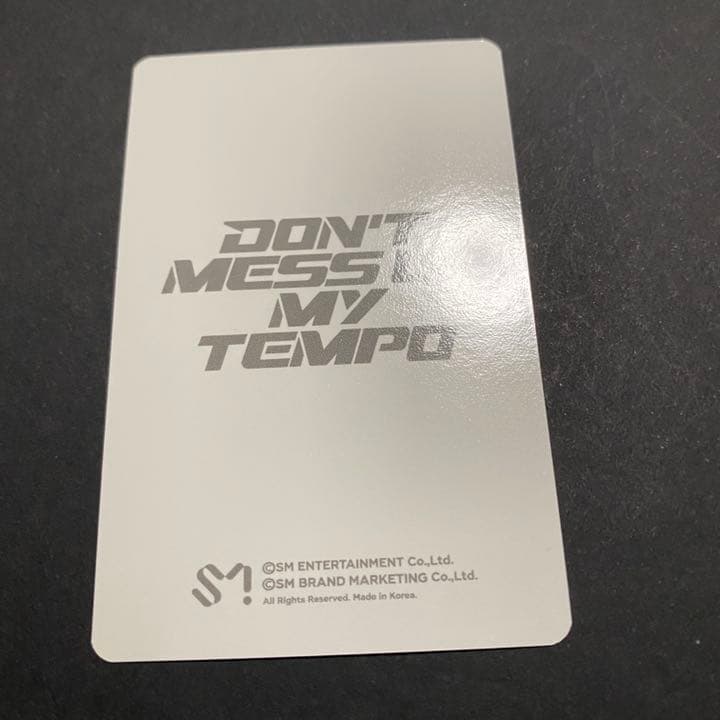 DON'T
MESS U
MY
TEMPO
SM!
©SM ENTERTAINMENT Co.,Ltd.
©SM BRAND MARKETING Co.,Ltd.
All Rights Reserved. Made in Korea.